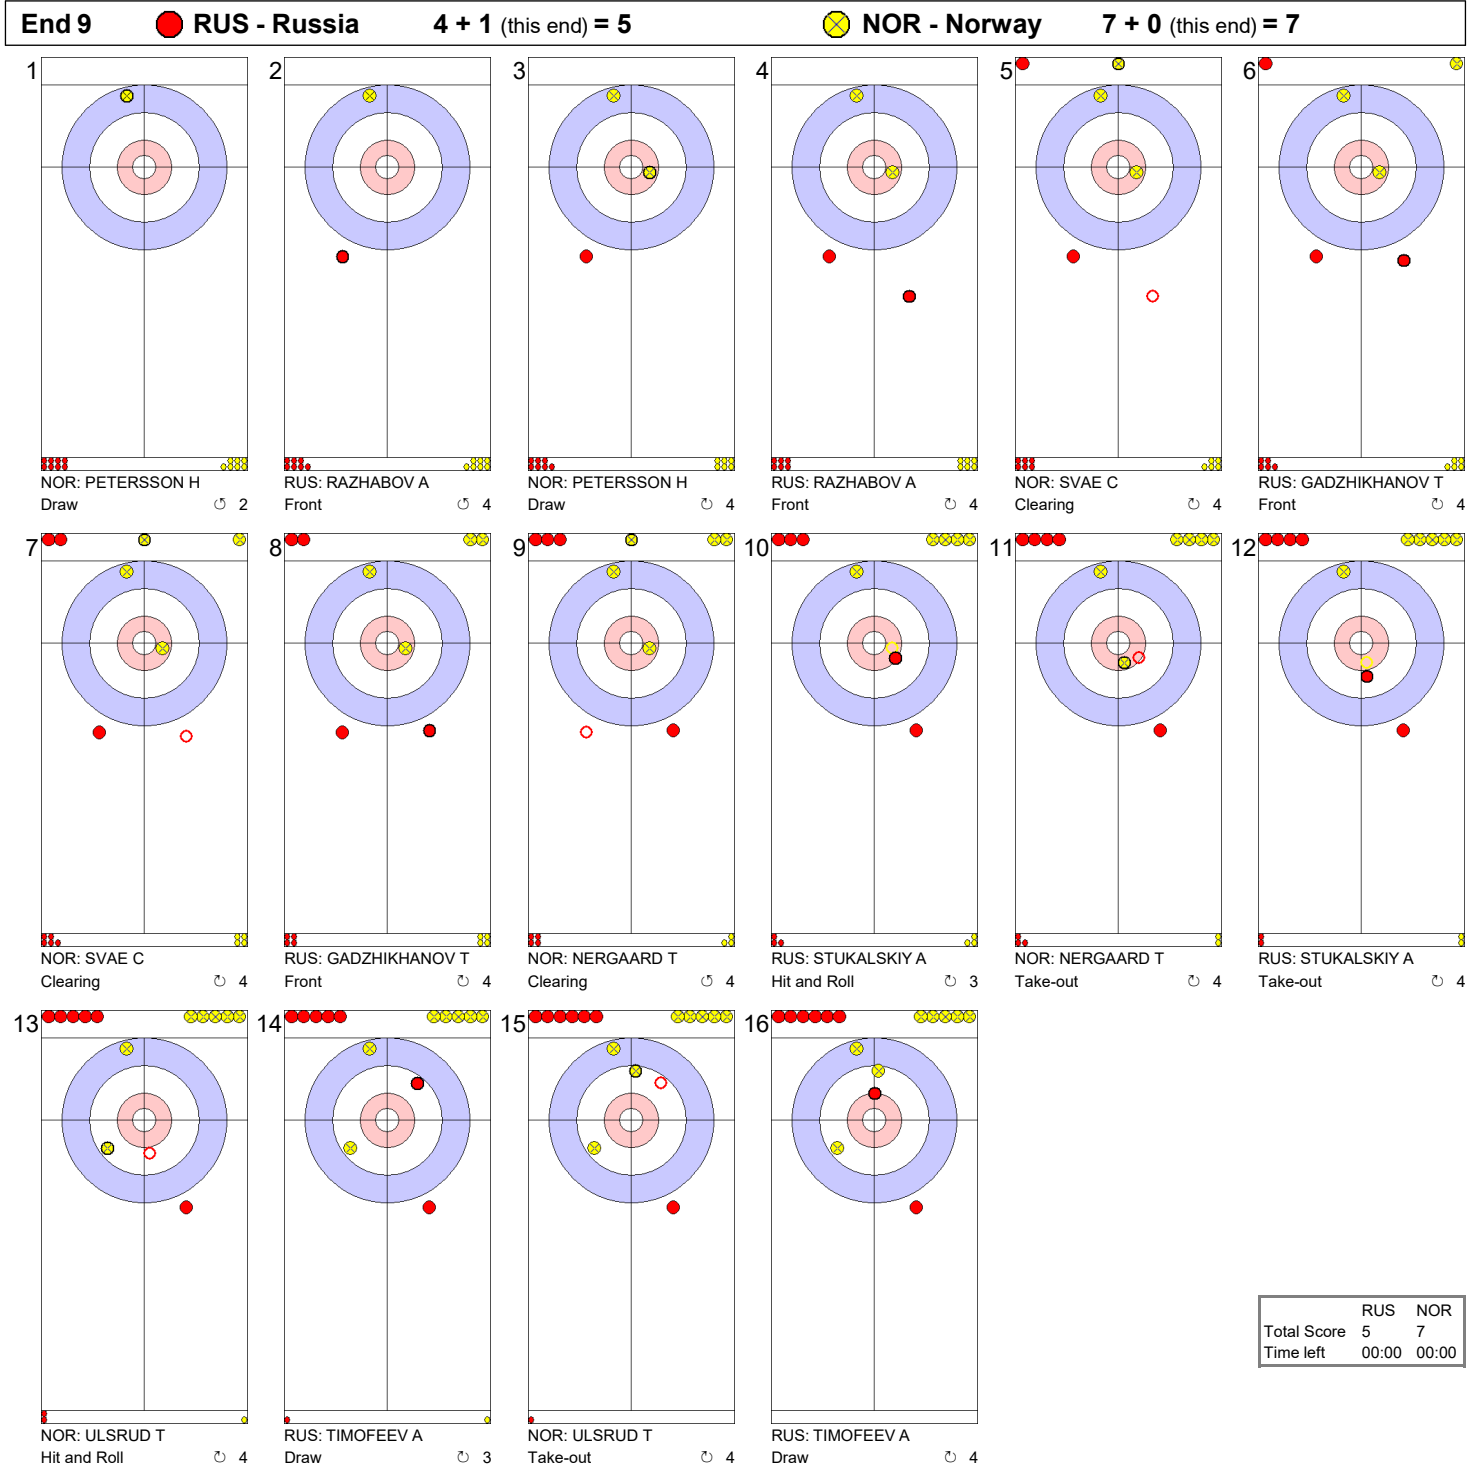 End 9 RUS - Russia 4 + 1 (this end) = 5 NOR - Norway 7 + 0 (this end) = 7
1 2 3 4 5 6
NOR: PETERSSON H RUS: RAZHABOV A NOR: PETERSSON H RUS: RAZHABOV A NOR: SVAE C RUS: GADZHIKHANOV T
Draw ↺ 2 Front ↻ 4 Draw ↻ 4 Front ↻ 4 Clearing ↻ 4 Front ↻ 4
7 8 9 10 11 12
NOR: SVAE C RUS: GADZHIKHANOV T NOR: NERGAARD T RUS: STUKALSKIY A NOR: NERGAARD T RUS: STUKALSKIY A
Clearing ↻ 4 Front ↻ 4 Clearing ↺ 4 Hit and Roll ↻ 3 Take-out ↻ 4 Take-out ↻ 4
13 14 15 16
RUS NOR
Total Score 5 7
Time left 00:00 00:00
NOR: ULSRUD T RUS: TIMOFEEV A NOR: ULSRUD T RUS: TIMOFEEV A
Hit and Roll ↻ 4 Draw ↻ 3 Take-out ↻ 4 Draw ↻ 4